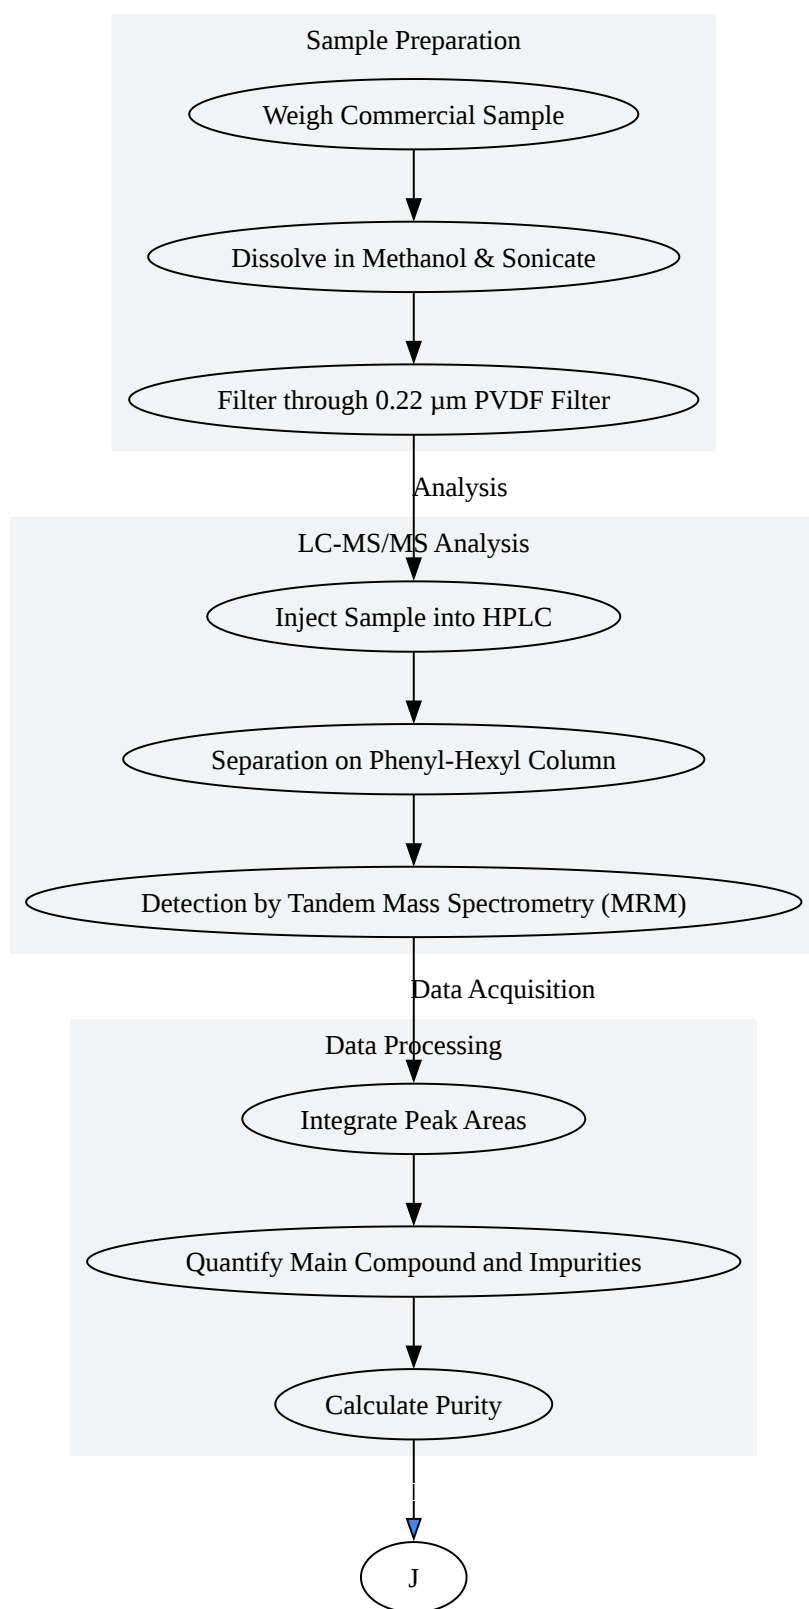 Sample Preparation
Weigh Commercial Sample
Dissolve in Methanol & Sonicate
Filter through 0.22 µm PVDF Filter
Analysis
LC-MS/MS Analysis
Inject Sample into HPLC
Separation on Phenyl-Hexyl Column
Detection by Tandem Mass Spectrometry (MRM)
Data Acquisition
Data Processing
Integrate Peak Areas
Quantify Main Compound and Impurities
Calculate Purity
J